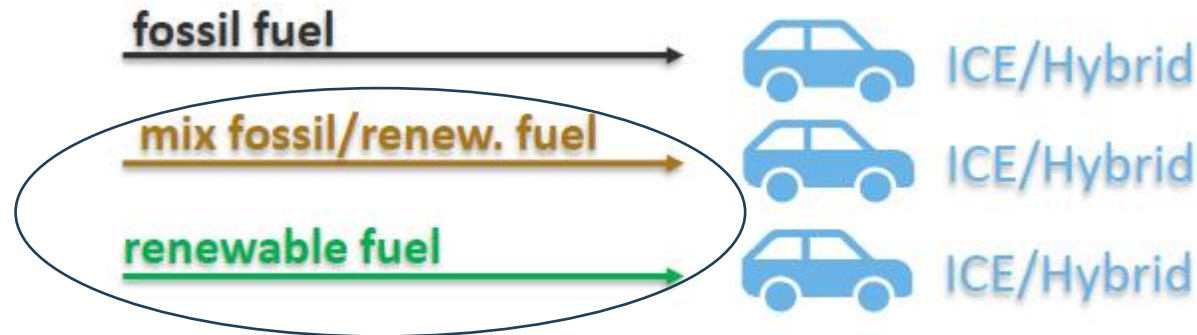 fossil fuel
ICE/Hybrid
mix fossil/renew. fuel
ICE/Hybrid
renewable fuel
ICE/Hybrid